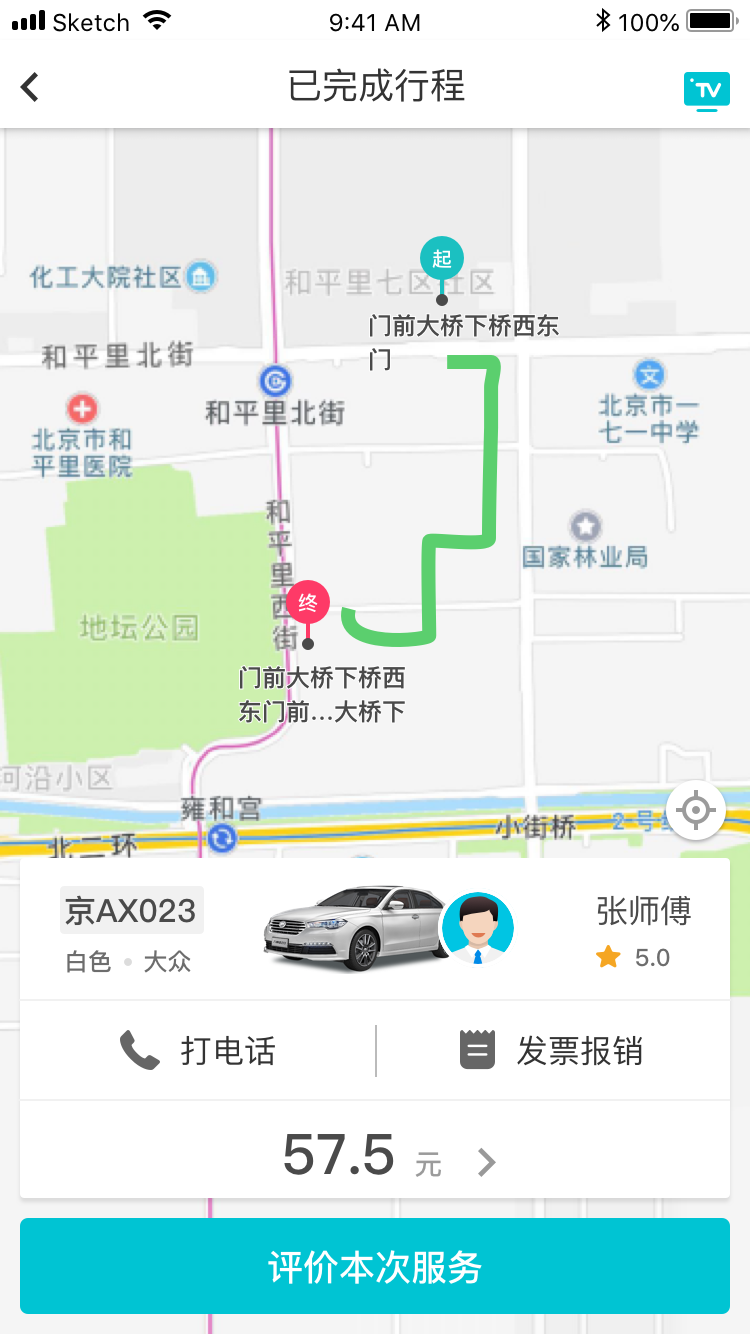 Sketch 9:41 AM 100%
已完成行程
TV
起
化工大院社区
和平里七区社区
门前大桥下桥西东
门
和平里北街
和平里北街
北京市一
七一中学
北京市和
平里医院
和平里西街
国家林业局
终
地坛公园
门前大桥下桥西
东门前...大桥下
河沿小区
雍和宫
小街桥
2号线
北二环
京AX023
张师傅
白色 • 大众
5.0
打电话
发票报销
57.5 元
评价本次服务